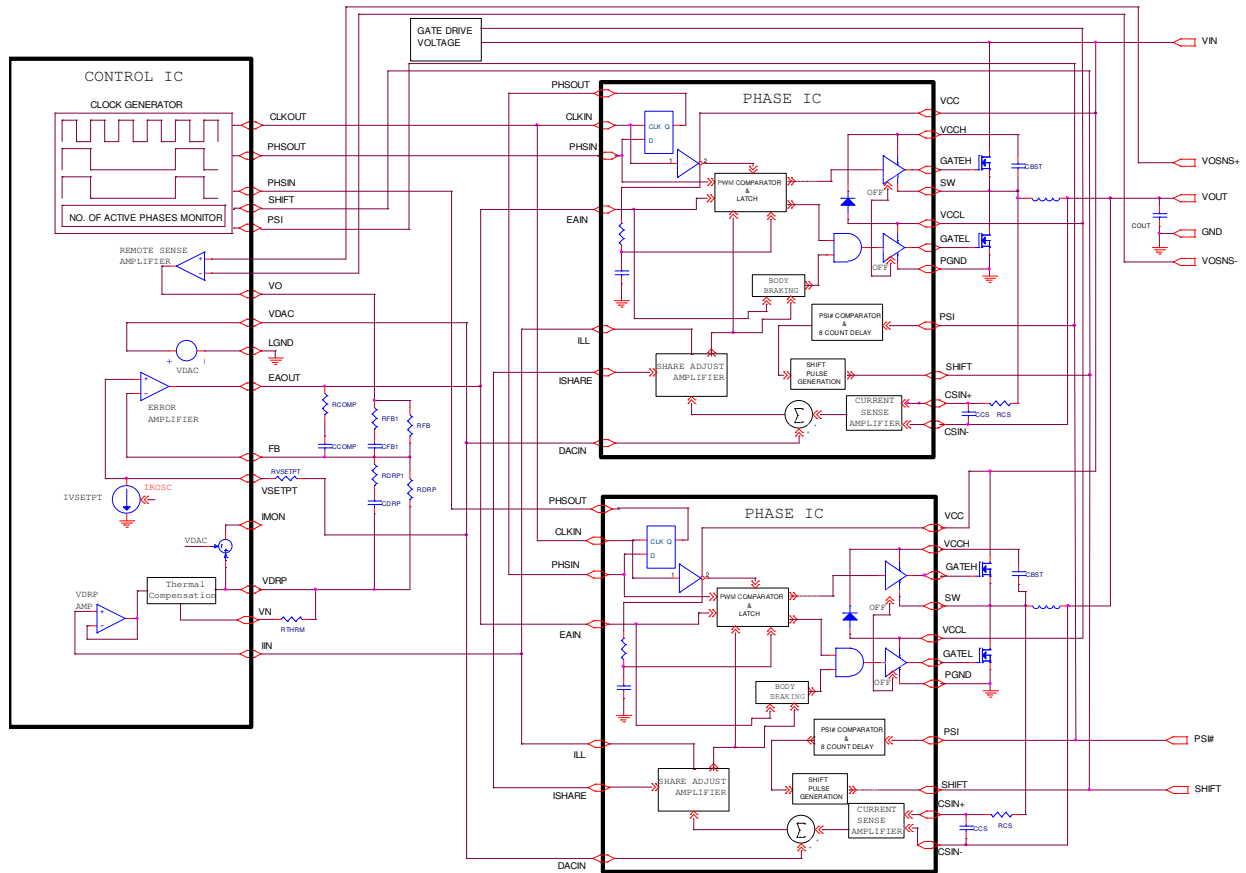 GATE DRIVE
VOLTAGE
VIN
CONTROL IC
CLOCK GENERATOR
NO. OF ACTIVE PHASES MONITOR
REMOTE SENSE
AMPLIFIER
CLKOUT
PHSOUT
PHSIN
SHIFT
PSI
VO
VDAC
LGND
VDAC
+
EAOUT
ERROR
AMPLIFIER
FB
VSETPT
IVSETPT
IROSC
IMON
VDAC
VDRP
Thermal
Compensation
VDRP
AMP
VN
RTHRM
IIN
RCOMP
CCOMP
RFB1
CFB1
RFB
RDRP1
CDRP
RDRP
RVSETPT
PHASE IC
PHSOUT
CLKIN
PHSIN
EAIN
ILL
ISHARE
DACIN
CLK Q
D
1
2
PWM COMPARATOR
&
LATCH
BODY
BRAKING
OFF
OFF
PSI# COMPARATOR
&
8 COUNT DELAY
SHIFT
PULSE
GENERATION
SHARE ADJUST
AMPLIFIER
CURRENT
SENSE
AMPLIFIER
Σ
VCC
VCCH
GATEH
SW
VCCL
GATEL
PGND
PSI
SHIFT
CSIN+
CSIN-
CBST
CCS
RCS
VOSNS+
VOUT
COUT
GND
VOSNS-
PHASE IC
PHSOUT
CLKIN
PHSIN
EAIN
ILL
ISHARE
DACIN
CLK Q
D
1
2
PWM COMPARATOR
&
LATCH
BODY
BRAKING
OFF
OFF
PSI# COMPARATOR
&
8 COUNT DELAY
SHIFT
PULSE
GENERATION
SHARE ADJUST
AMPLIFIER
CURRENT
SENSE
AMPLIFIER
Σ
VCC
VCCH
GATEH
SW
VCCL
GATEL
PGND
PSI
SHIFT
CSIN+
CSIN-
CBST
CCS
RCS
PSI#
SHIFT